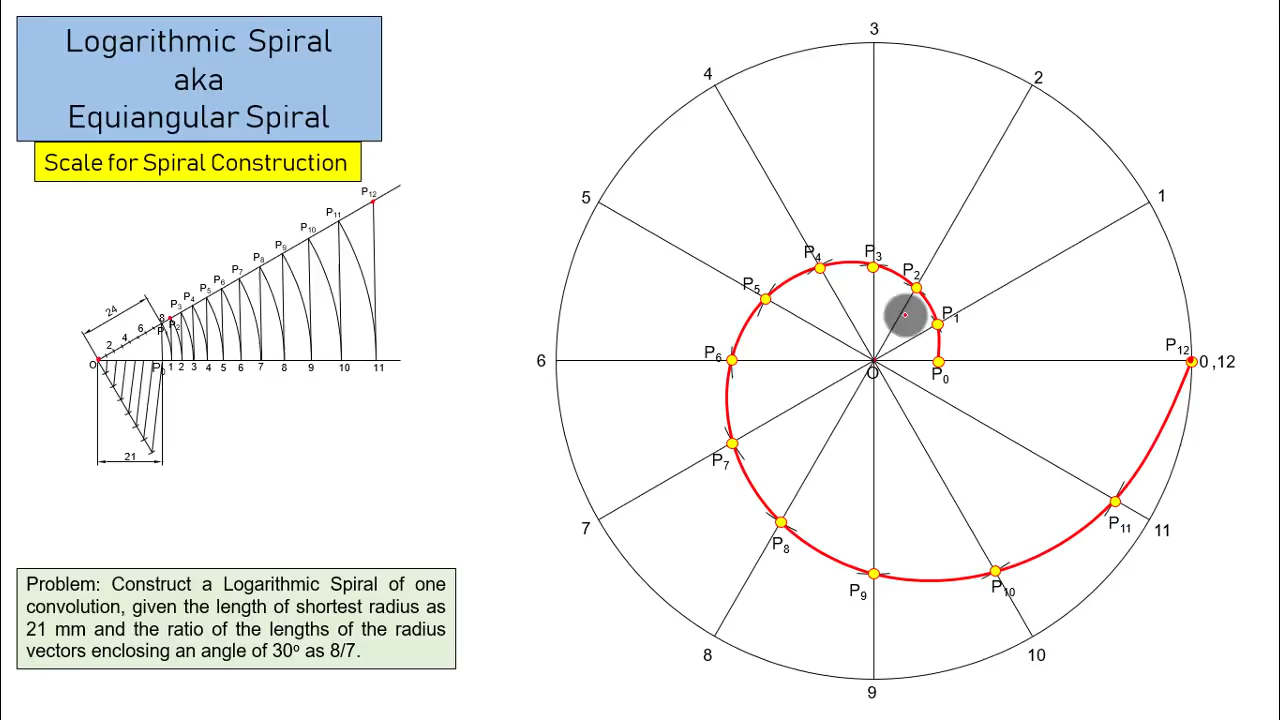 Logarithmic Spiral
aka
Equiangular Spiral
Scale for Spiral Construction
P12
P11
P10
P9
P8
P7
P6
P5
P4
P3
P2
24
8
6
4
2
O
P0
1 2 3 4 5 6 7 8 9 10 11
21
Problem: Construct a Logarithmic Spiral of one
convolution, given the length of shortest radius as
21 mm and the ratio of the lengths of the radius
vectors enclosing an angle of 30º as 8/7.
3
4
2
5
1
P4
P3
P2
P5
P1
6
P6
O
P0
P12
0 ,12
P7
7
P8
P9
P10
P11
11
8
10
9